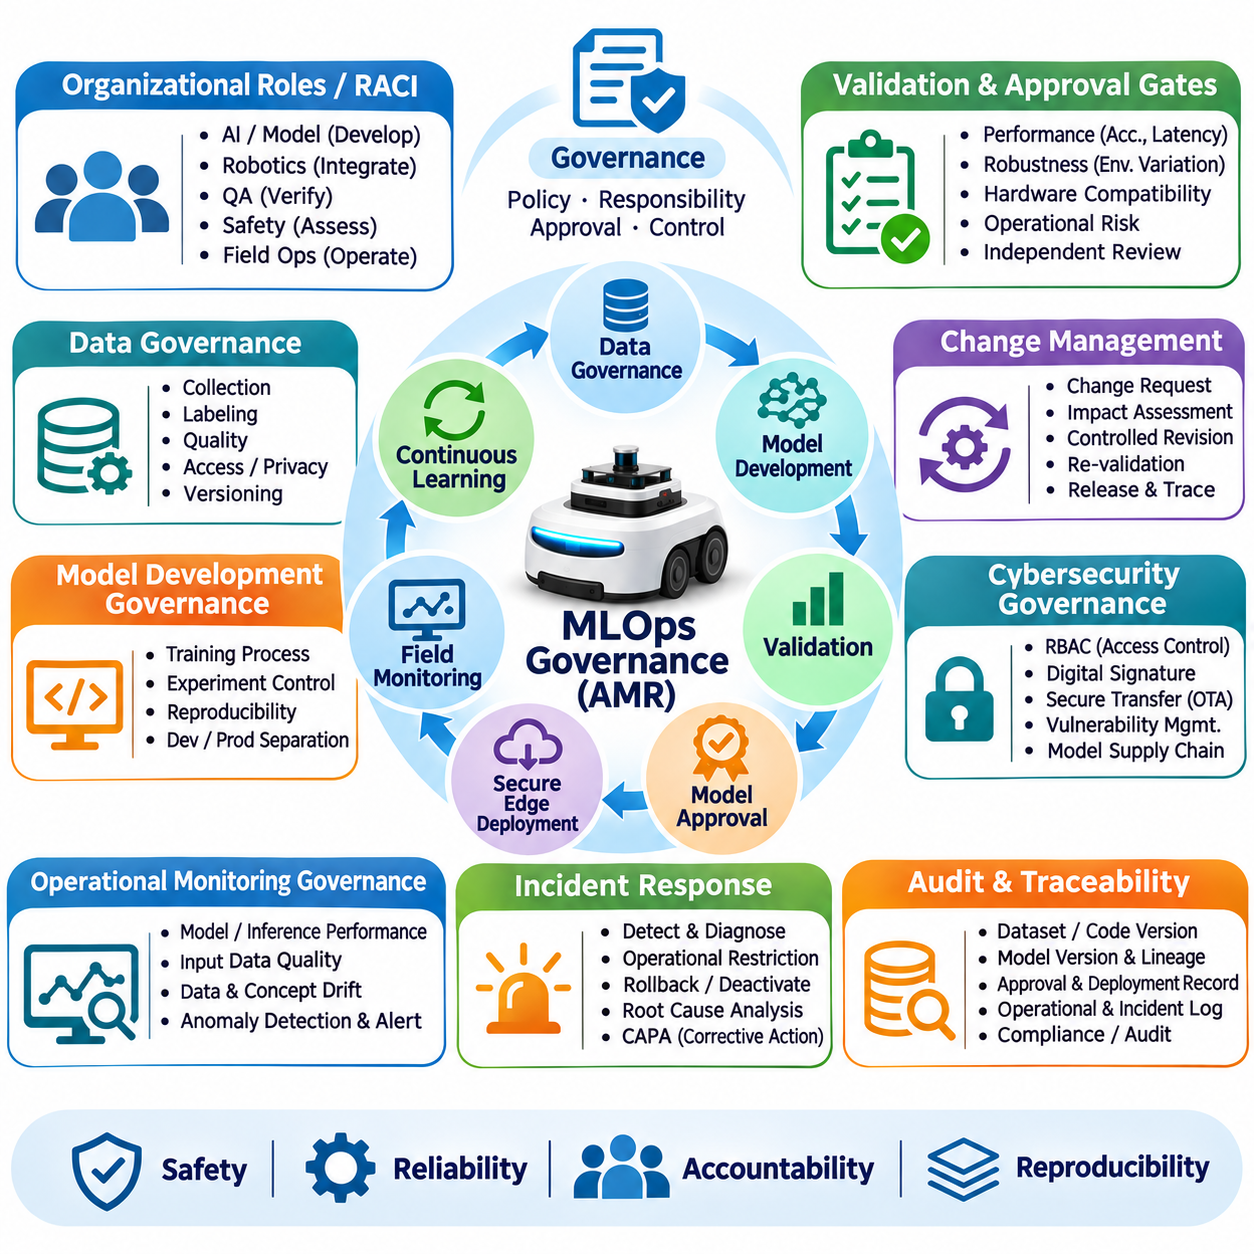 Organizational Roles / RACI
• AI / Model (Develop)
• Robotics (Integrate)
• QA (Verify)
• Safety (Assess)
• Field Ops (Operate)
Governance
Policy · Responsibility
Approval · Control
Validation & Approval Gates
• Performance (Acc., Latency)
• Robustness (Env. Variation)
• Hardware Compatibility
• Operational Risk
• Independent Review
Data Governance
• Collection
• Labeling
• Quality
• Access / Privacy
• Versioning
Data
Governance
Model
Development
Validation
Model
Approval
Secure
Edge
Deployment
Field
Monitoring
Continuous
Learning
MLOps
Governance
(AMR)
Change Management
• Change Request
• Impact Assessment
• Controlled Revision
• Re-validation
• Release & Trace
Model Development
Governance
• Training Process
• Experiment Control
• Reproducibility
• Dev / Prod Separation
Cybersecurity
Governance
• RBAC (Access Control)
• Digital Signature
• Secure Transfer (OTA)
• Vulnerability Mgmt.
• Model Supply Chain
Operational Monitoring Governance
• Model / Inference Performance
• Input Data Quality
• Data & Concept Drift
• Anomaly Detection & Alert
Incident Response
• Detect & Diagnose
• Operational Restriction
• Rollback / Deactivate
• Root Cause Analysis
• CAPA (Corrective Action)
Audit & Traceability
• Dataset / Code Version
• Model Version & Lineage
• Approval & Deployment Record
• Operational & Incident Log
• Compliance / Audit
Safety
Reliability
Accountability
Reproducibility